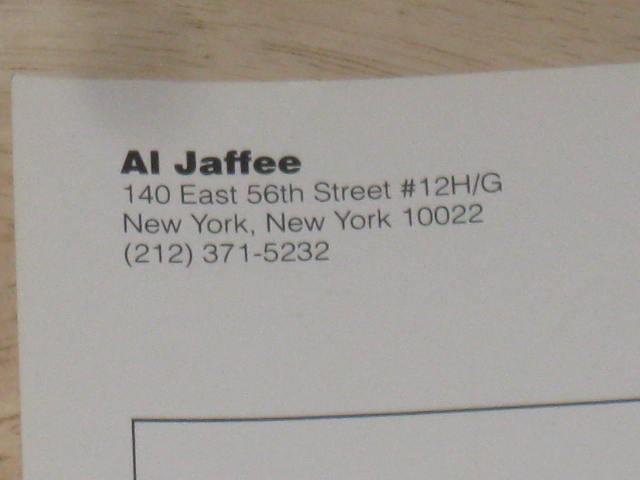 Al Jaffee
140 East 56th Street #12H/G
New York, New York 10022
(212) 371-5232